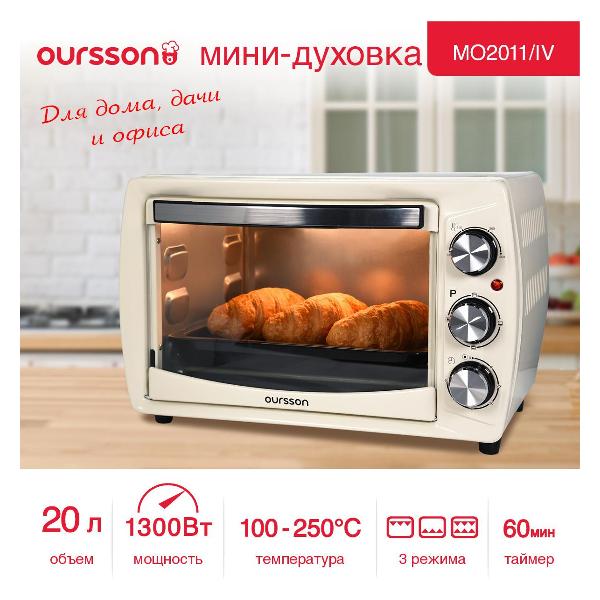 oursson мини-духовка MO2011/IV
Для дома, дачи
и офиса
P
oursson
20 л 1300Вт 100-250°C 60мин
объем мощность температура 3 режима таймер